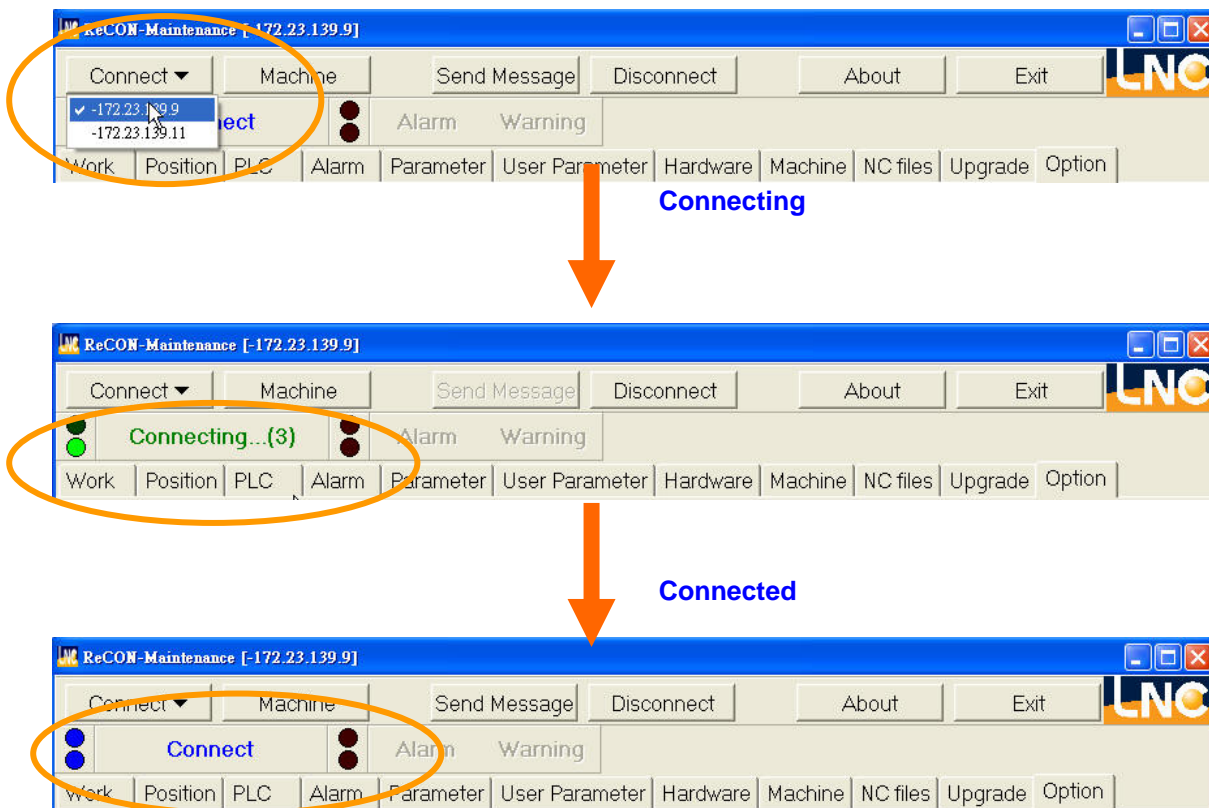 ReCON-Maintenance [-172.23.139.9]
Connect Machine Send Message Disconnect About Exit LNC
-172.23.139.9
-172.23.139.11
nect Alarm Warning
Work Position PLC Alarm Parameter User Parameter Hardware Machine NC files Upgrade Option
Connecting
ReCON-Maintenance [-172.23.139.9]
Connect Machine Send Message Disconnect About Exit LNC
Connecting...(3) Alarm Warning
Work Position PLC Alarm Parameter User Parameter Hardware Machine NC files Upgrade Option
Connected
ReCON-Maintenance [-172.23.139.9]
Connect Machine Send Message Disconnect About Exit LNC
Connect Alarm Warning
Work Position PLC Alarm Parameter User Parameter Hardware Machine NC files Upgrade Option